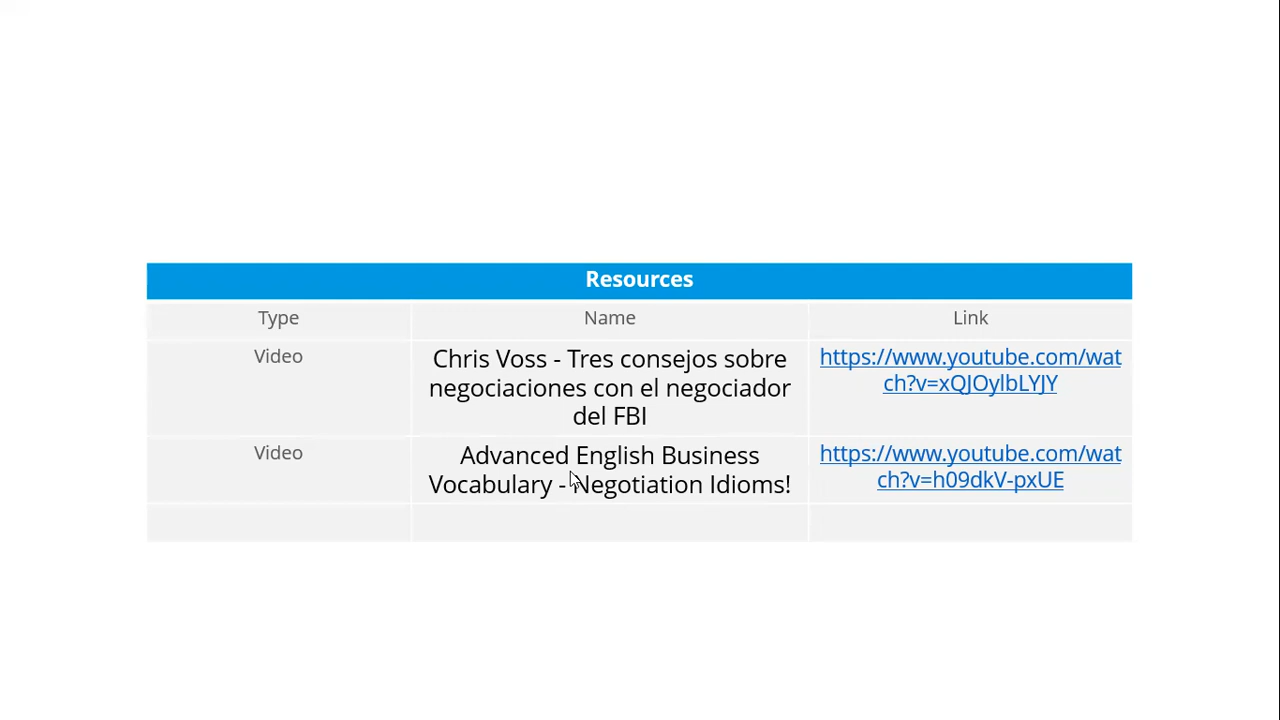 Resources
Type Name Link
Video Chris Voss - Tres consejos sobre https://www.youtube.com/wat
negociaciones con el negociador ch?v=xQJOylbLYJY
del FBI
Video Advanced English Business https://www.youtube.com/wat
Vocabulary - Negotiation Idioms! ch?v=h09dkV-pxUE